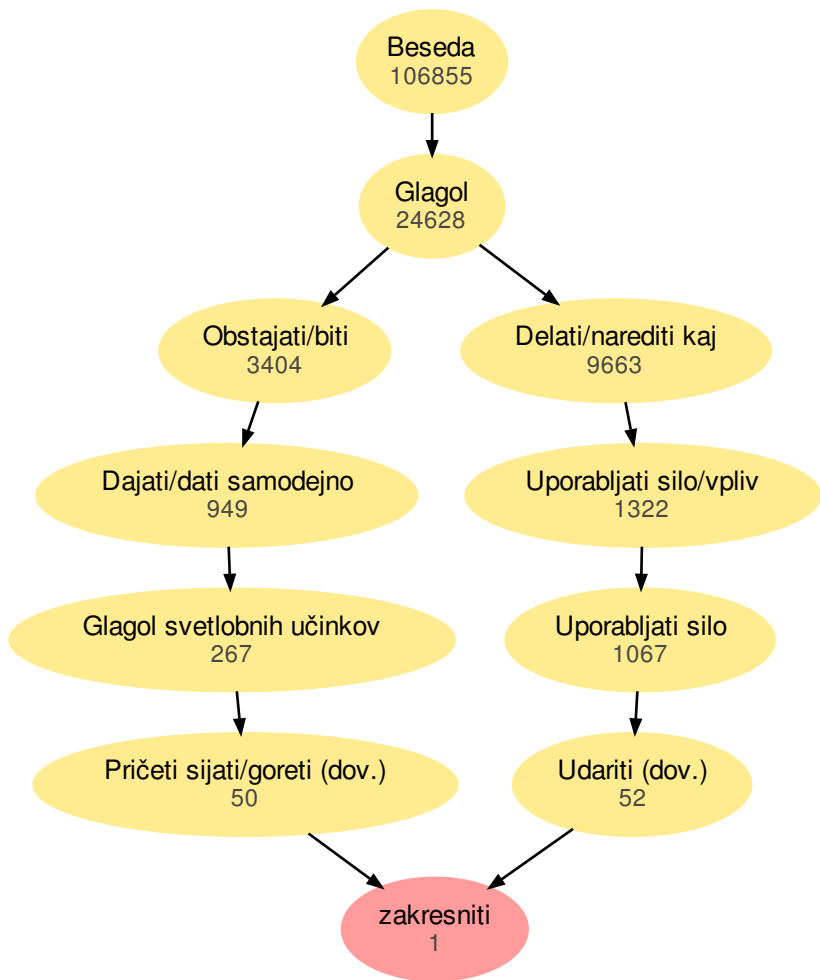 Beseda
106855
Glagol
24628
Obstajati/biti
3404
Delati/narediti kaj
9663
Dajati/dati samodejno
949
Uporabljati silo/vpliv
1322
Glagol svetlobnih učinkov
267
Uporabljati silo
1067
Pričeti sijati/goreti (dov.)
50
Udariti (dov.)
52
zakresniti
1